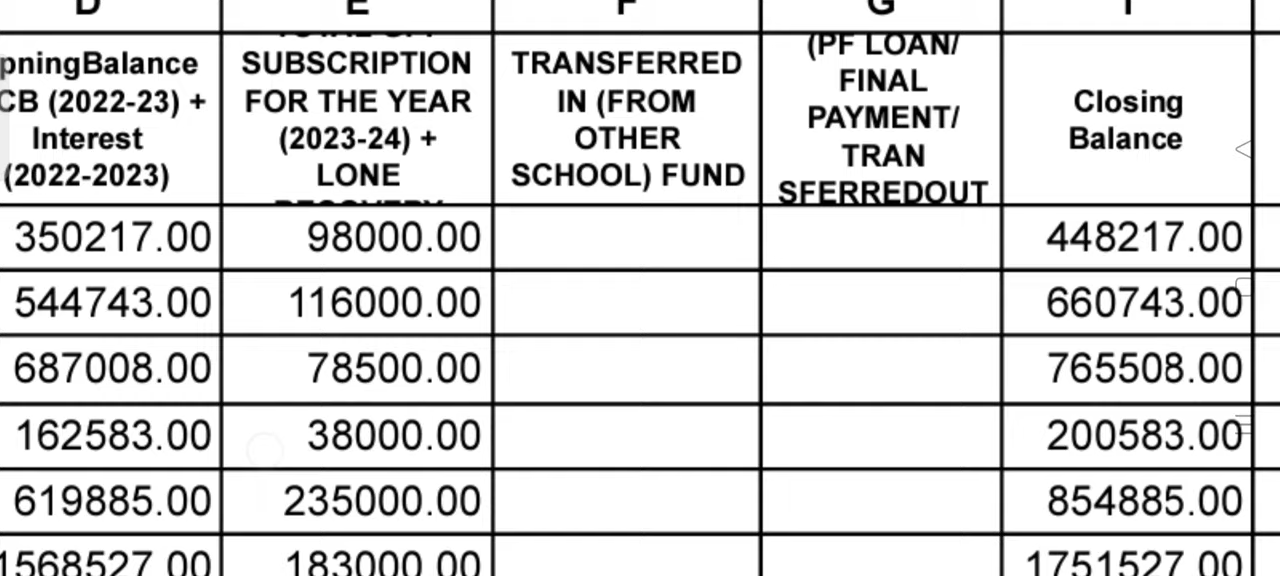 D E F G I
pningBalance
CB (2022-23) +
Interest
(2022-2023)
SUBSCRIPTION
FOR THE YEAR
(2023-24) +
LONE
RECOVERY
TRANSFERRED
IN (FROM
OTHER
SCHOOL) FUND
(PF LOAN/
FINAL
PAYMENT/
TRAN
SFERREDOUT
Closing
Balance
350217.00 98000.00 448217.00
544743.00 116000.00 660743.00
687008.00 78500.00 765508.00
162583.00 38000.00 200583.00
619885.00 235000.00 854885.00
1568527.00 183000.00 1751527.00